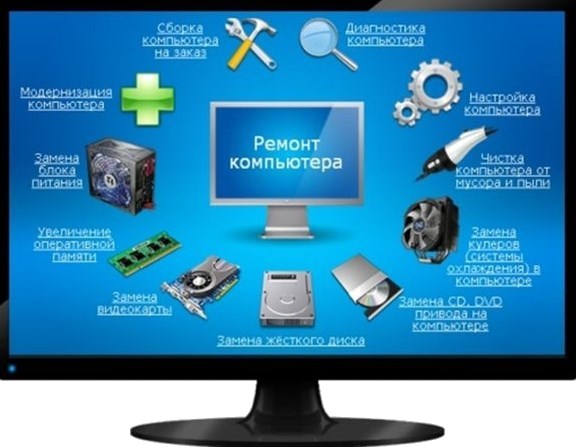 Сборка
компьютера
на заказ
Диагностика
компьютера
Модернизация
компьютера
Настройка
компьютера
Ремонт
компьютера
Замена
блока
питания
Чистка
компьютера от
мусора и пыли
Увеличение
оперативной
памяти
Замена
кулеров
(системы
охлаждения) в
компьютере
Замена
видеокарты
Замена CD, DVD
привода на
компьютере
Замена жёсткого диска